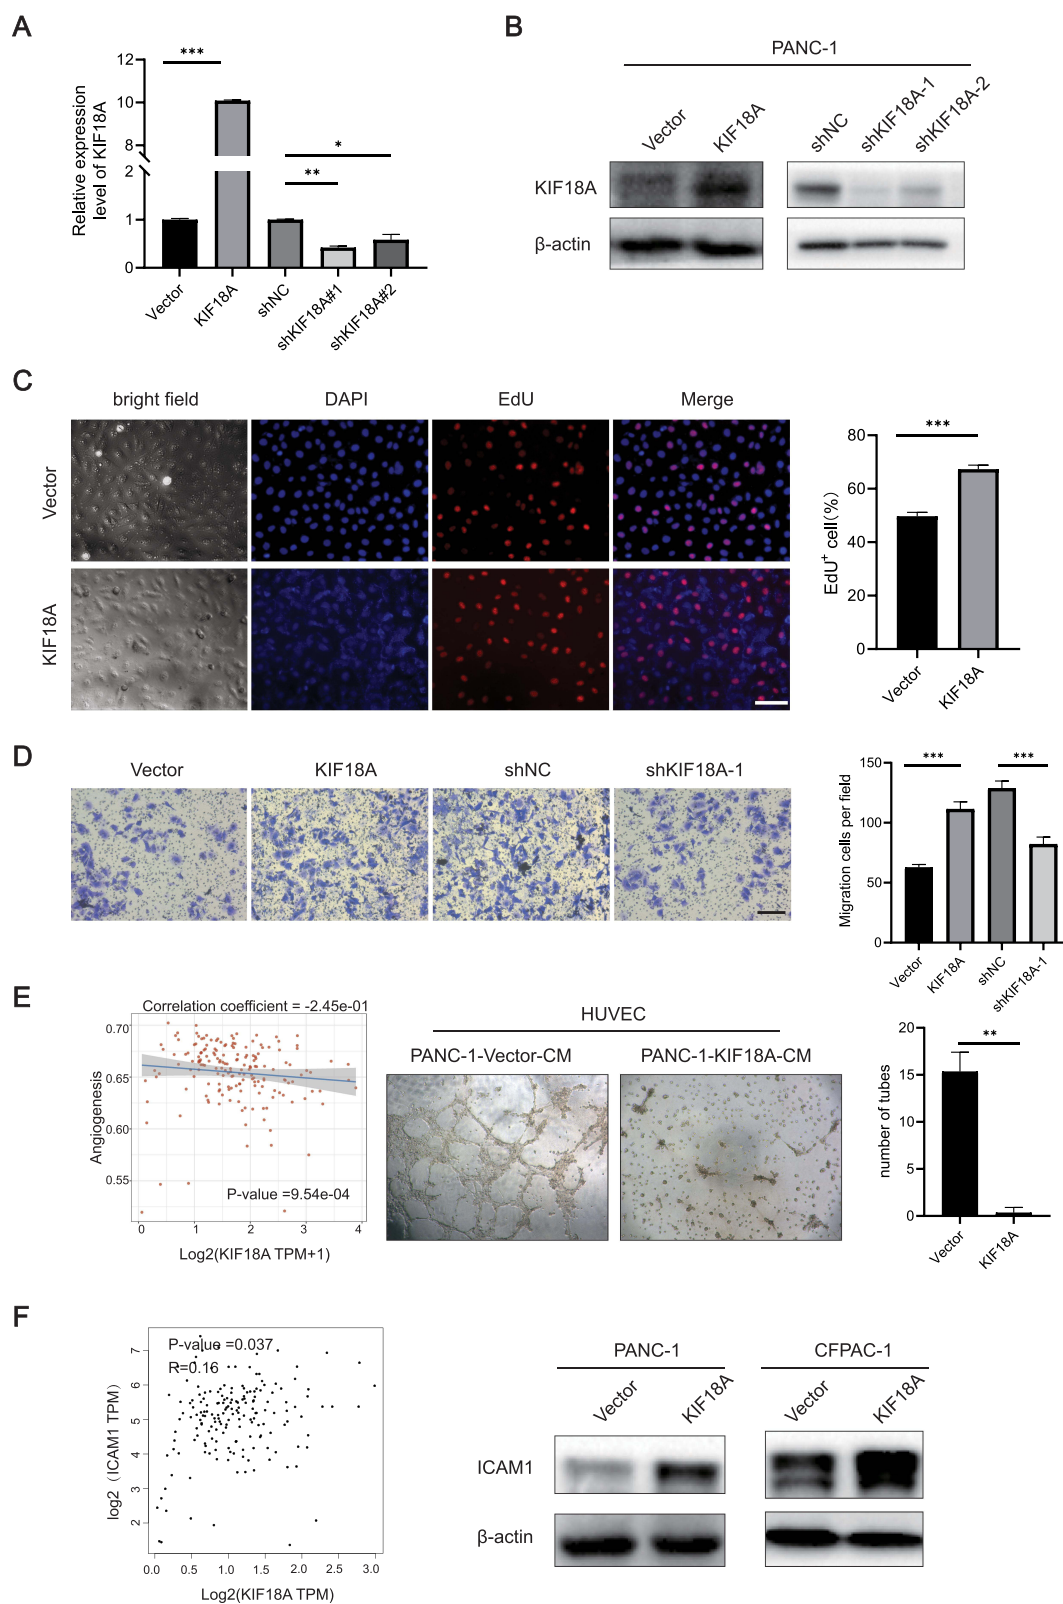 A
Relative expression
level of KIF18A
12
10
8
2
1
0
***
**
*
Vector
KIF18A
shNC
shKIF18A#1
shKIF18A#2
B
PANC-1
Vector
KIF18A
shNC
shKIF18A-1
shKIF18A-2
KIF18A
β-actin
C
bright field
DAPI
EdU
Merge
Vector
KIF18A
EdU+ cell(%)
80
60
40
20
0
***
Vector
KIF18A
D
Vector
KIF18A
shNC
shKIF18A-1
Migration cells per field
150
100
50
0
***
***
Vector
KIF18A
shNC
shKIF18A-1
E
Correlation coefficient = -2.45e-01
Angiogenesis
0.70
0.65
0.60
0.55
P-value =9.54e-04
0
1
2
3
4
Log2(KIF18A TPM+1)
HUVEC
PANC-1-Vector-CM
PANC-1-KIF18A-CM
number of tubes
20
15
10
5
0
**
Vector
KIF18A
F
P-value =0.037
R=0.16
log2（ICAM1 TPM)
7
6
5
4
3
2
0.0
0.5
1.0
1.5
2.0
2.5
3.0
Log2(KIF18A TPM)
PANC-1
CFPAC-1
Vector
KIF18A
Vector
KIF18A
ICAM1
β-actin